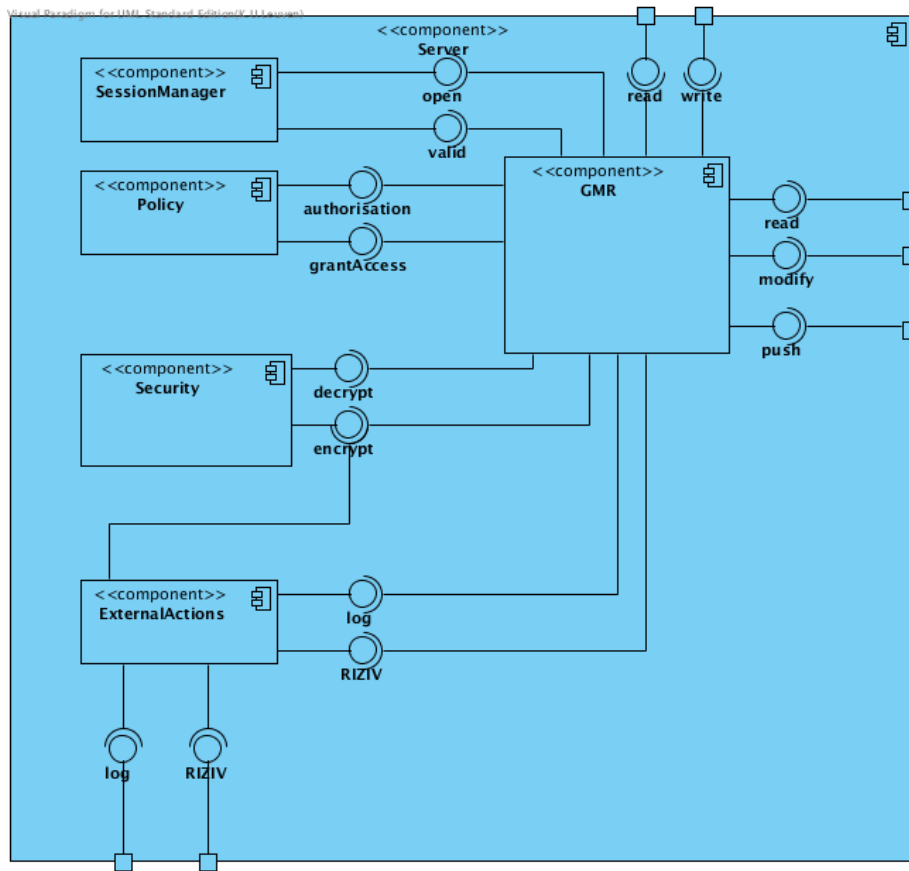 Visual Paradigm for UML Standard Edition(K.U.Leuven)
<<component>>
Server
<<component>>
SessionManager
open
read
write
valid
<<component>>
Policy
authorisation
grantAccess
<<component>>
GMR
read
modify
push
<<component>>
Security
decrypt
encrypt
<<component>>
ExternalActions
log
RIZIV
log
RIZIV